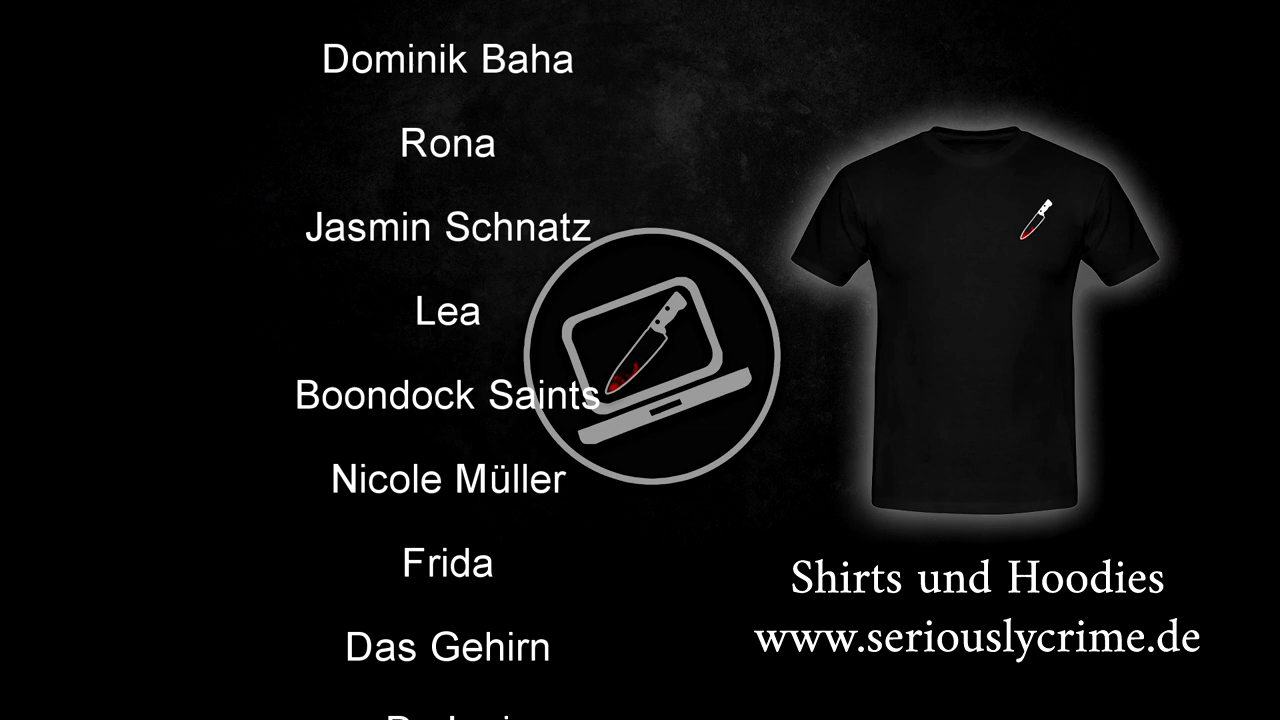 Dominik Baha
Rona
Jasmin Schnatz
Lea
Boondock Saints
Nicole Müller
Frida
Das Gehirn
Shirts und Hoodies
www.seriouslycrime.de